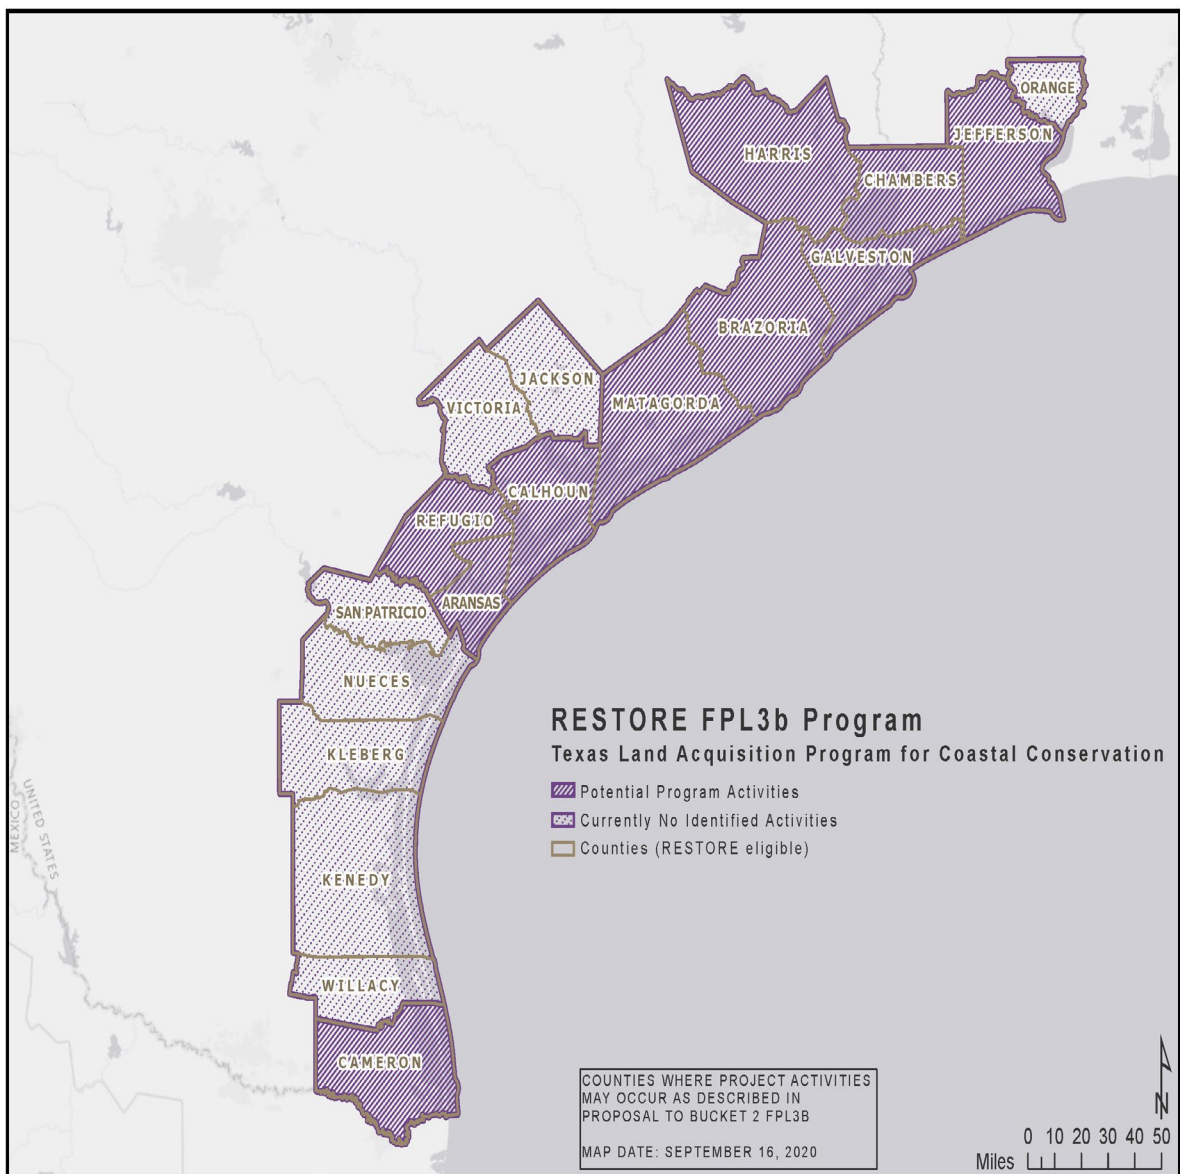 ORANGE
JEFFERSON
HARRIS
CHAMBERS
GALVESTON
BRAZORIA
JACKSON
MATAGORDA
VICTORIA
CALHOUN
REFUGIO
ARANSAS
SAN PATRICIO
NUECES
KLEBERG
KENEDY
WILLACY
CAMERON
MEXICO
UNITED STATES
RESTORE FPL3b Program
Texas Land Acquisition Program for Coastal Conservation
Potential Program Activities
Currently No Identified Activities
Counties (RESTORE eligible)
COUNTIES WHERE PROJECT ACTIVITIES
MAY OCCUR AS DESCRIBED IN
PROPOSAL TO BUCKET 2 FPL3B
MAP DATE: SEPTEMBER 16, 2020
N
0 10 20 30 40 50
Miles